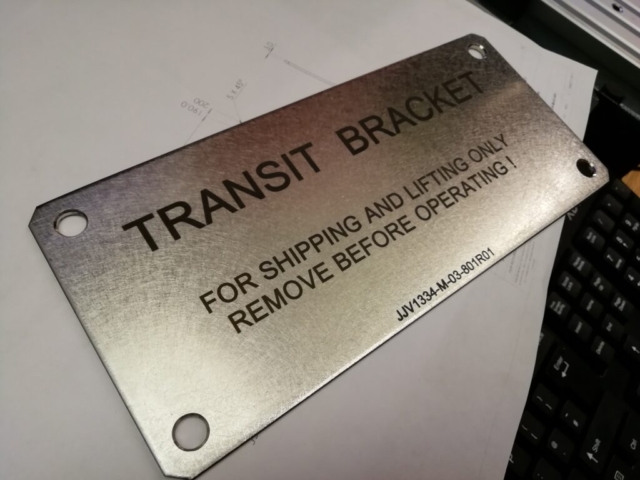 TRANSIT BRACKET
FOR SHIPPING AND LIFTING ONLY
REMOVE BEFORE OPERATING !
JJV1334-M-03-801R01